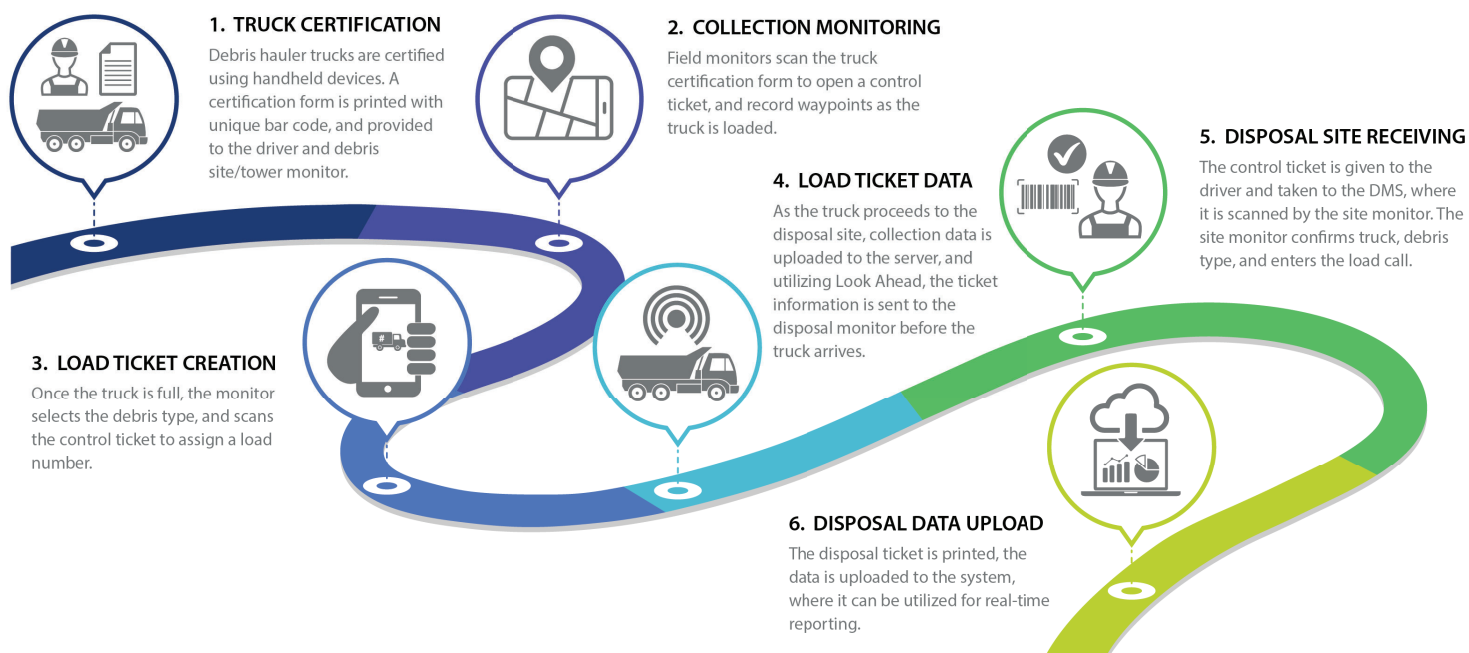 1. TRUCK CERTIFICATION
Debris hauler trucks are certified
using handheld devices. A
certification form is printed with
unique bar code, and provided
to the driver and debris
site/tower monitor.
2. COLLECTION MONITORING
Field monitors scan the truck
certification form to open a control
ticket, and record waypoints as the
truck is loaded.
3. LOAD TICKET CREATION
Once the truck is full, the monitor
selects the debris type, and scans
the control ticket to assign a load
number.
#
4. LOAD TICKET DATA
As the truck proceeds to the
disposal site, collection data is
uploaded to the server, and
utilizing Look Ahead, the ticket
information is sent to the
disposal monitor before the
truck arrives.
5. DISPOSAL SITE RECEIVING
The control ticket is given to the
driver and taken to the DMS, where
it is scanned by the site monitor. The
site monitor confirms truck, debris
type, and enters the load call.
6. DISPOSAL DATA UPLOAD
The disposal ticket is printed, the
data is uploaded to the system,
where it can be utilized for real-time
reporting.